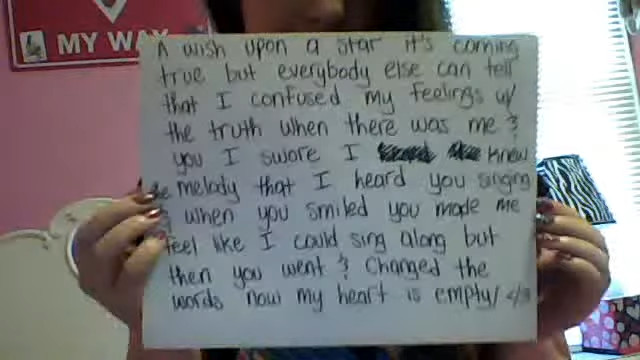 MY WAY
A wish upon a star it's coming
true but everybody else can tell
that I confused my feelings w/
the truth when there was me &
you I swore I knew
the melody that I heard you singing
& when you smiled you made me
feel like I could sing along but
then you went & changed the
words now my heart is empty/